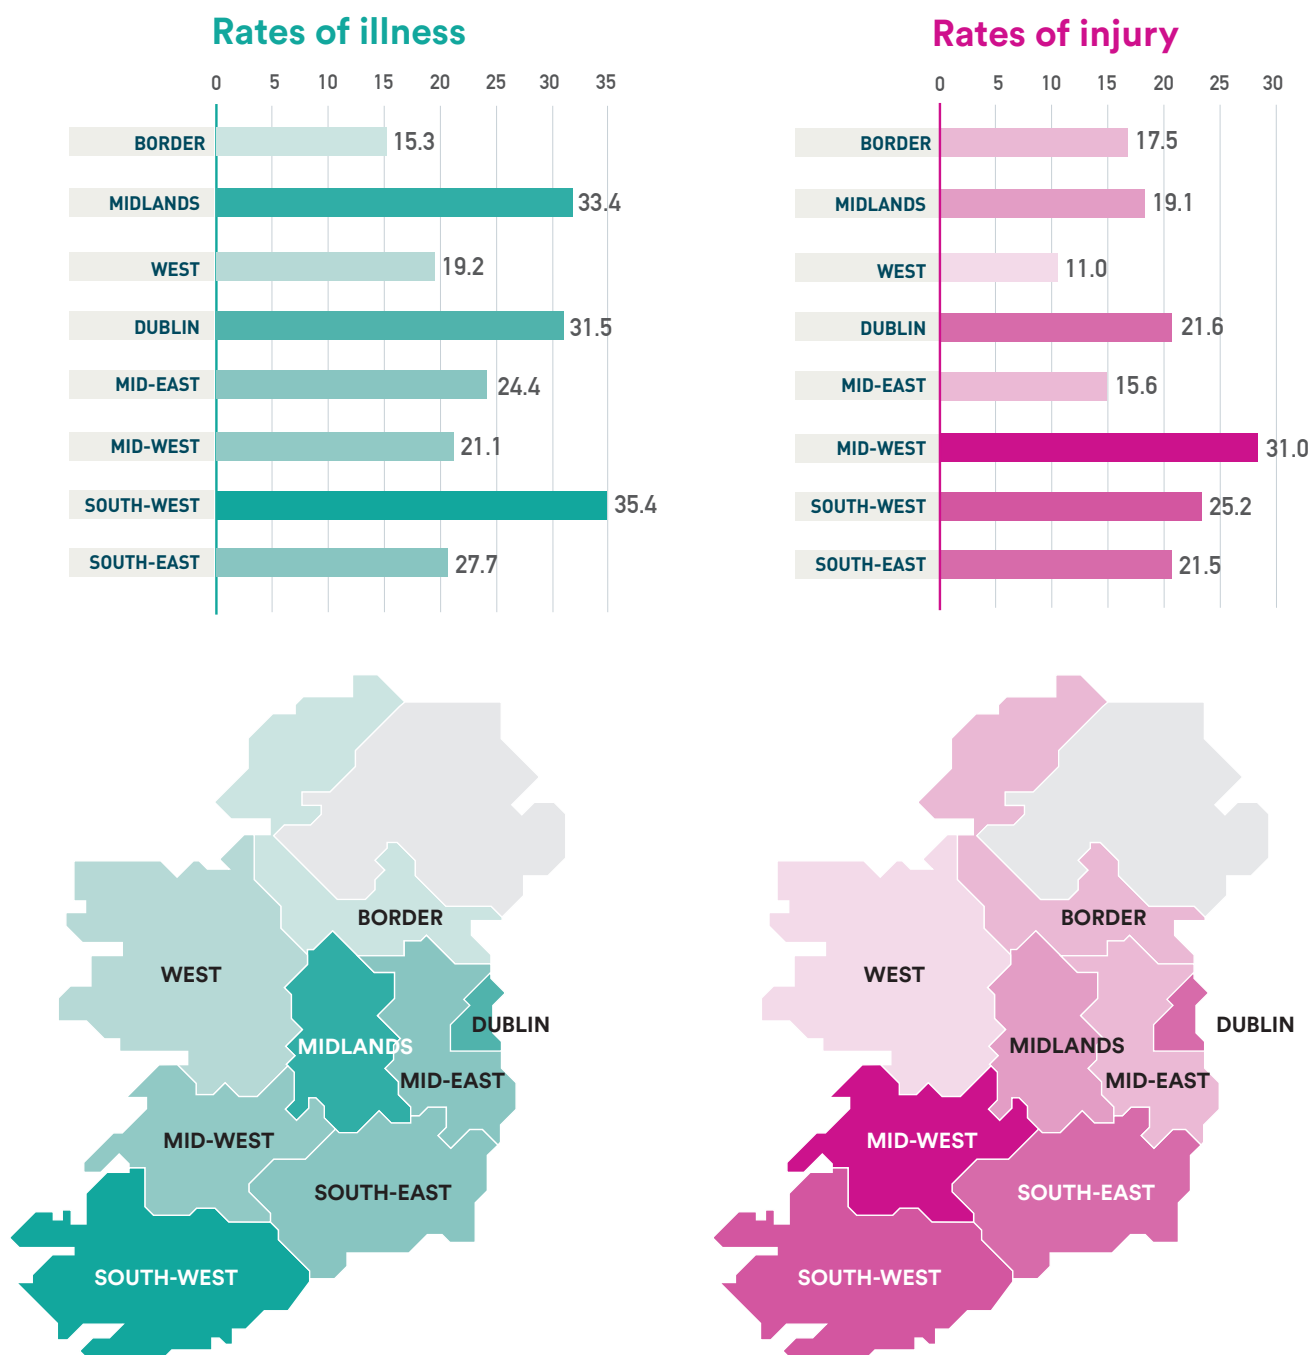 Rates of illness
0 5 10 15 20 25 30 35
BORDER 15.3
MIDLANDS 33.4
WEST 19.2
DUBLIN 31.5
MID-EAST 24.4
MID-WEST 21.1
SOUTH-WEST 35.4
SOUTH-EAST 27.7
Rates of injury
0 5 10 15 20 25 30
BORDER 17.5
MIDLANDS 19.1
WEST 11.0
DUBLIN 21.6
MID-EAST 15.6
MID-WEST 31.0
SOUTH-WEST 25.2
SOUTH-EAST 21.5
BORDER
WEST
DUBLIN
MIDLANDS
MID-EAST
MID-WEST
SOUTH-EAST
SOUTH-WEST
BORDER
WEST
DUBLIN
MIDLANDS
MID-EAST
MID-WEST
SOUTH-EAST
SOUTH-WEST